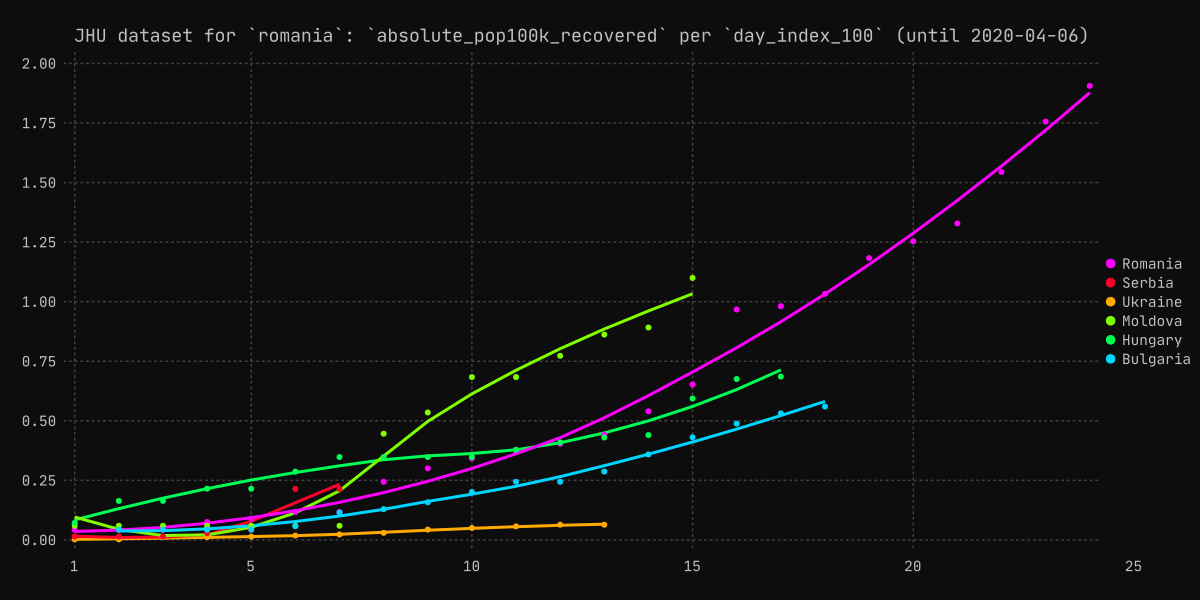 JHU dataset for `romania`: `absolute_pop100k_recovered` per `day_index_100` (until 2020-04-06)
2.00
1.75
1.50
1.25
1.00
0.75
0.50
0.25
0.00
1 5 10 15 20 25
Romania
Serbia
Ukraine
Moldova
Hungary
Bulgaria